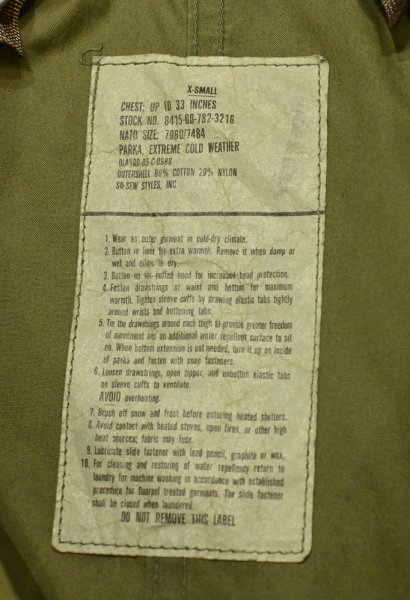 X-SMALL
CHEST: UP TO 33 INCHES
STOCK NO. 8415-00-782-3216
NATO SIZE: 7080/7484
PARKA, EXTREME COLD WEATHER
OUTERSHELL 80% COTTON 20% NYLON
SO-SEW STYLES, INC.
1. Wear as outer garment in cold-dry climate.
2. Button in liner for extra warmth. Remove it when damp or
wet and allow to dry.
3. Button on fur-ruffed hood for increased head protection.
4. Fasten drawstrings at waist and bottom for maximum
warmth. Tighten sleeve cuffs by drawing elastic tabs tightly
around wrists and buttoning tabs.
5. Tie the drawstrings around each thigh to provide greater freedom
of movement and as additional water repellent surface to sit
on. When bottom extension is not needed, turn it up on inside
of parka and fasten with snap fasteners.
6. Loosen drawstrings, open zipper, and unbutton elastic tabs
on sleeve cuffs to ventilate.
AVOID overheating
7. Brush off snow and frost before entering heated shelters.
8. Avoid contact with heated stoves, open fires, or other high
heat sources; fabric may fuse.
9. Lubricate slide fastener with lead pencil, graphite or wax.
10. For cleaning and restoring of water repellency return to
laundry for machine washing in accordance with established
procedure for Quarpel treated garments. The slide fastener
shall be closed when laundered.
DO NOT REMOVE THIS LABEL